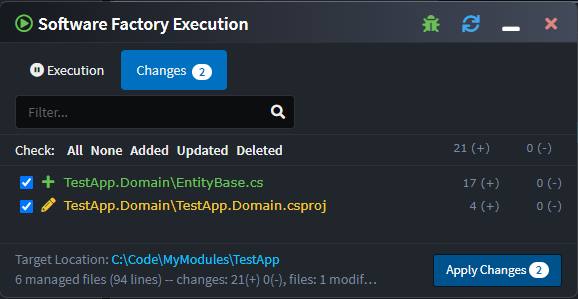 Software Factory Execution
Execution Changes 2
Filter...
Check: All None Added Updated Deleted 21 (+) 0 (-)
TestApp.Domain\EntityBase.cs 17 (+) 0 (-)
TestApp.Domain\TestApp.Domain.csproj 4 (+) 0 (-)
Target Location: C:\Code\MyModules\TestApp
6 managed files (94 lines) -- changes: 21(+) 0(-), files: 1 modif...
Apply Changes 2